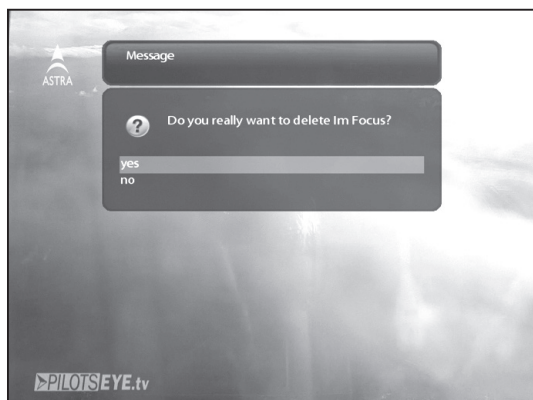 Message
ASTRA
Do you really want to delete Im Focus?
yes
no
PILOTSEYE.tv